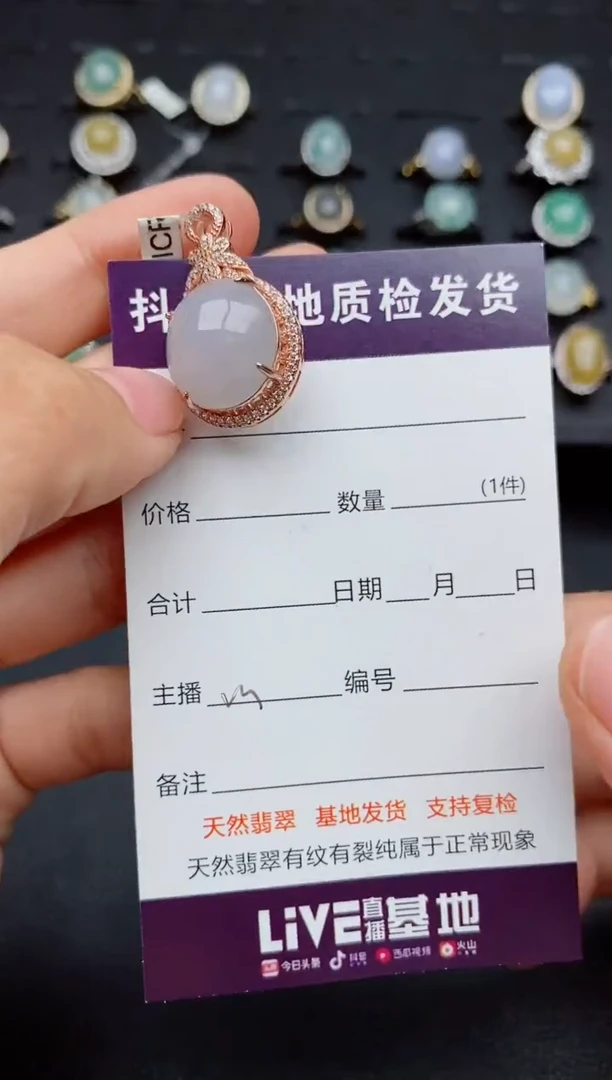 ICR
抖 地质检发货
价格 数量 (1件)
合计 日期 月 日
主播 编号
备注
天然翡翠 基地发货 支持复检
天然翡翠有纹有裂纯属于正常现象
LiVE直播基地
今日头条 抖音 西瓜视频 火山